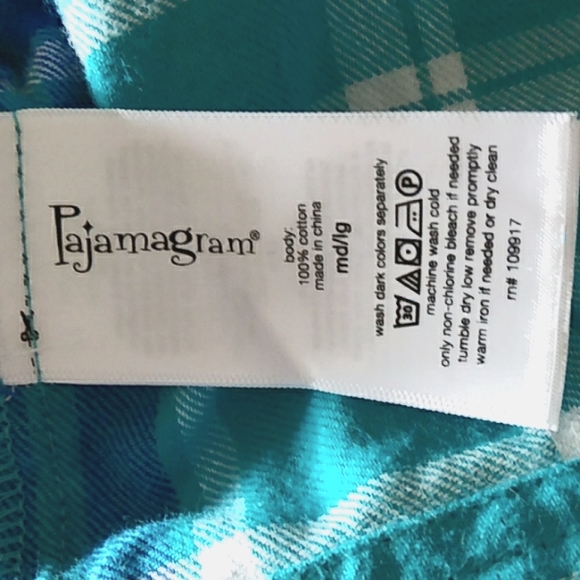 Pajamagram®
body:
100% cotton
made in china
md/lg
wash dark colors separately
30 P
machine wash cold
only non-chlorine bleach if needed
tumble dry low remove promptly
warm iron if needed or dry clean
rn# 109917